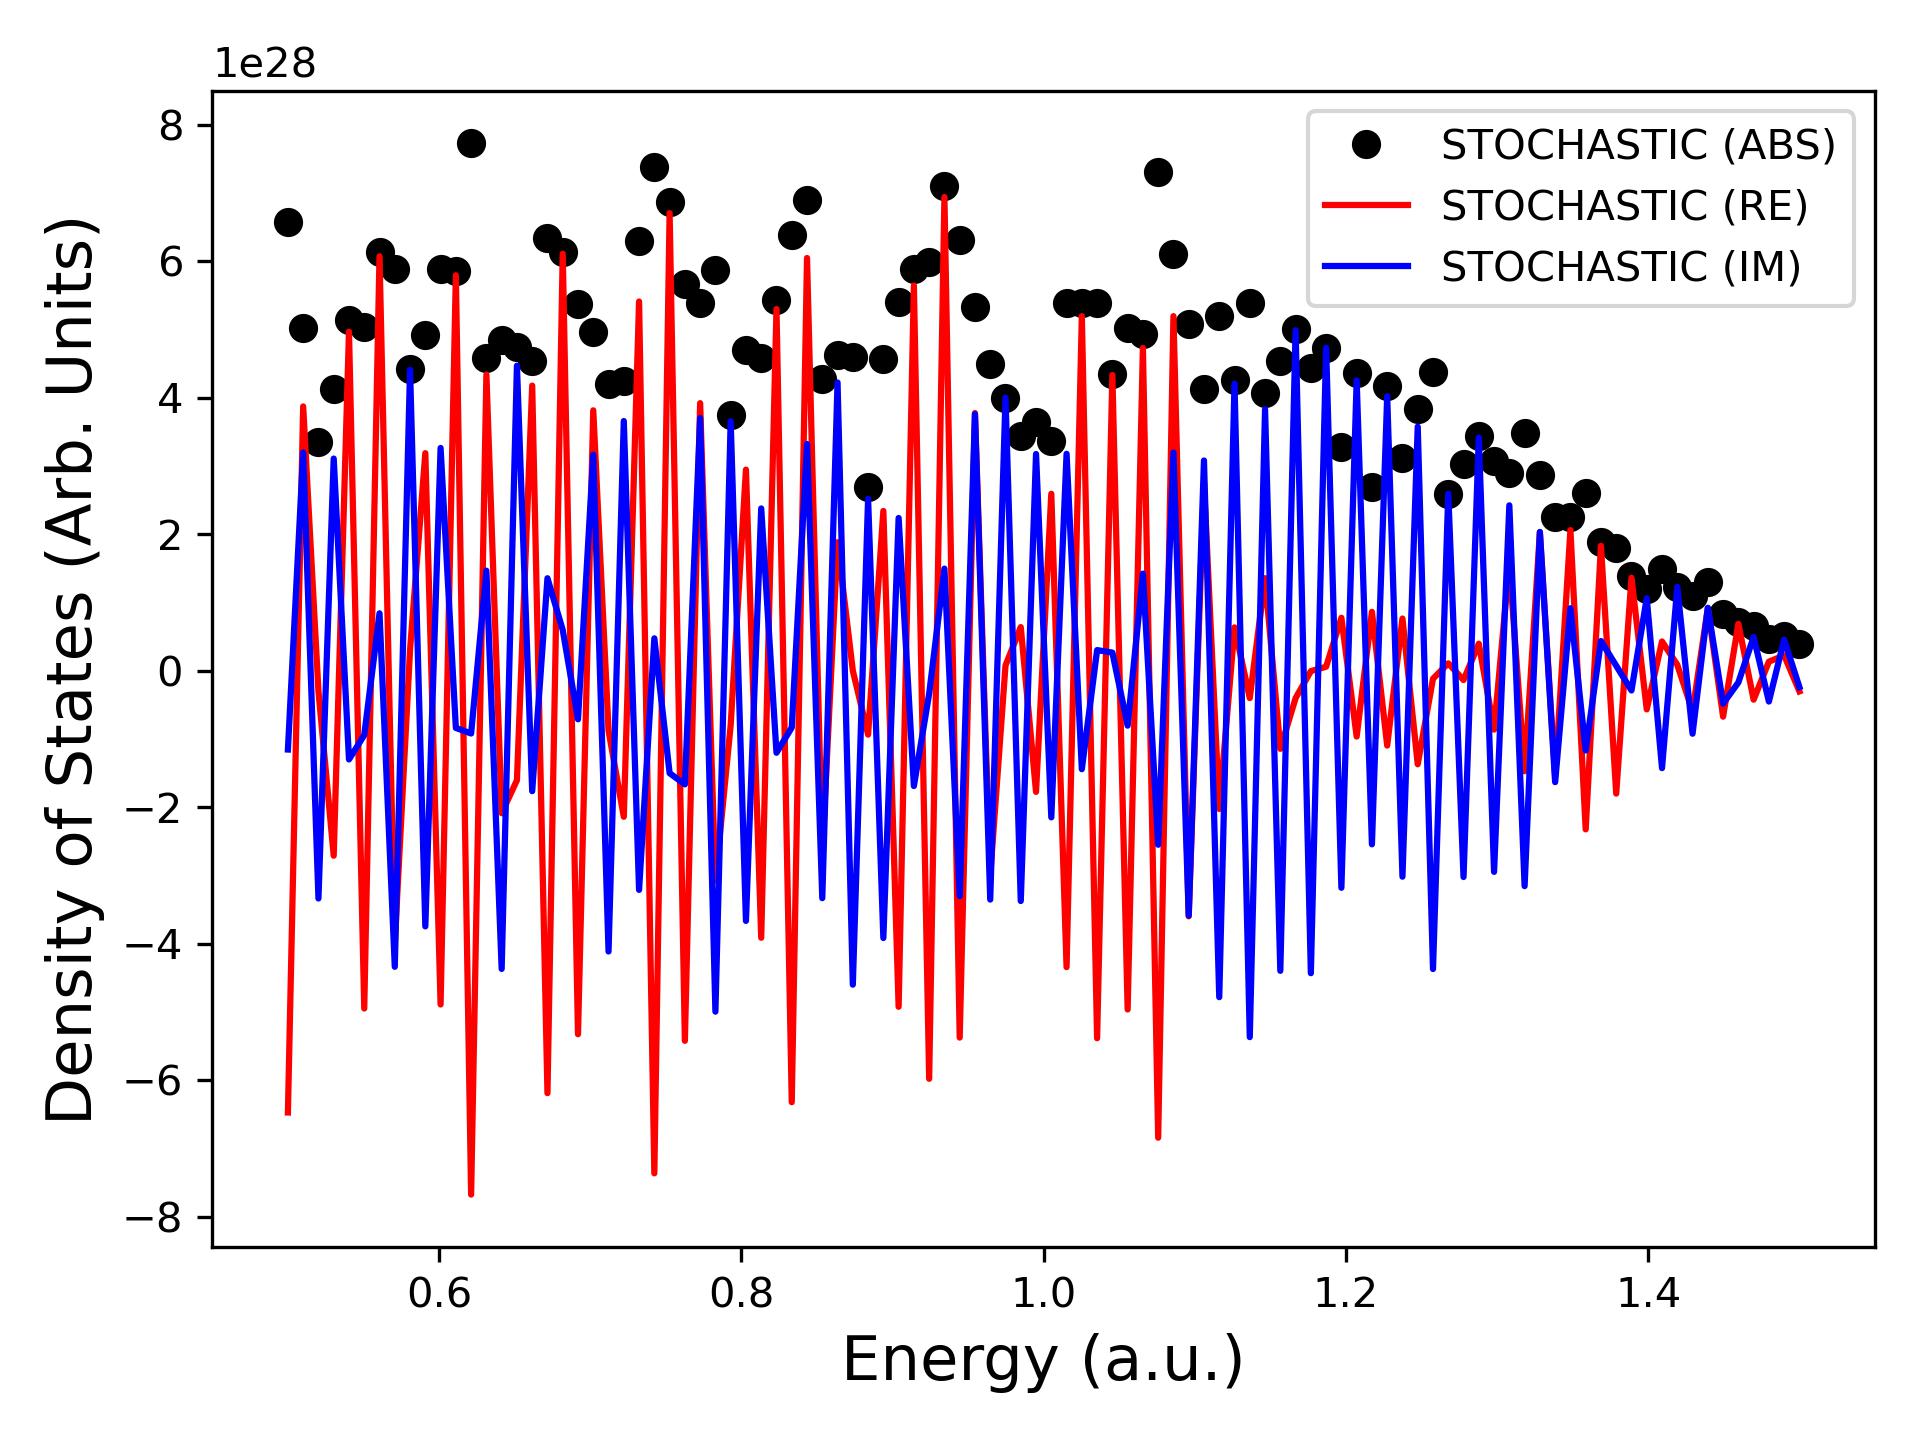 1e28
8
6
4
2
0
−2
−4
−6
−8
Density of States (Arb. Units)
STOCHASTIC (ABS)
STOCHASTIC (RE)
STOCHASTIC (IM)
0.6 0.8 1.0 1.2 1.4
Energy (a.u.)